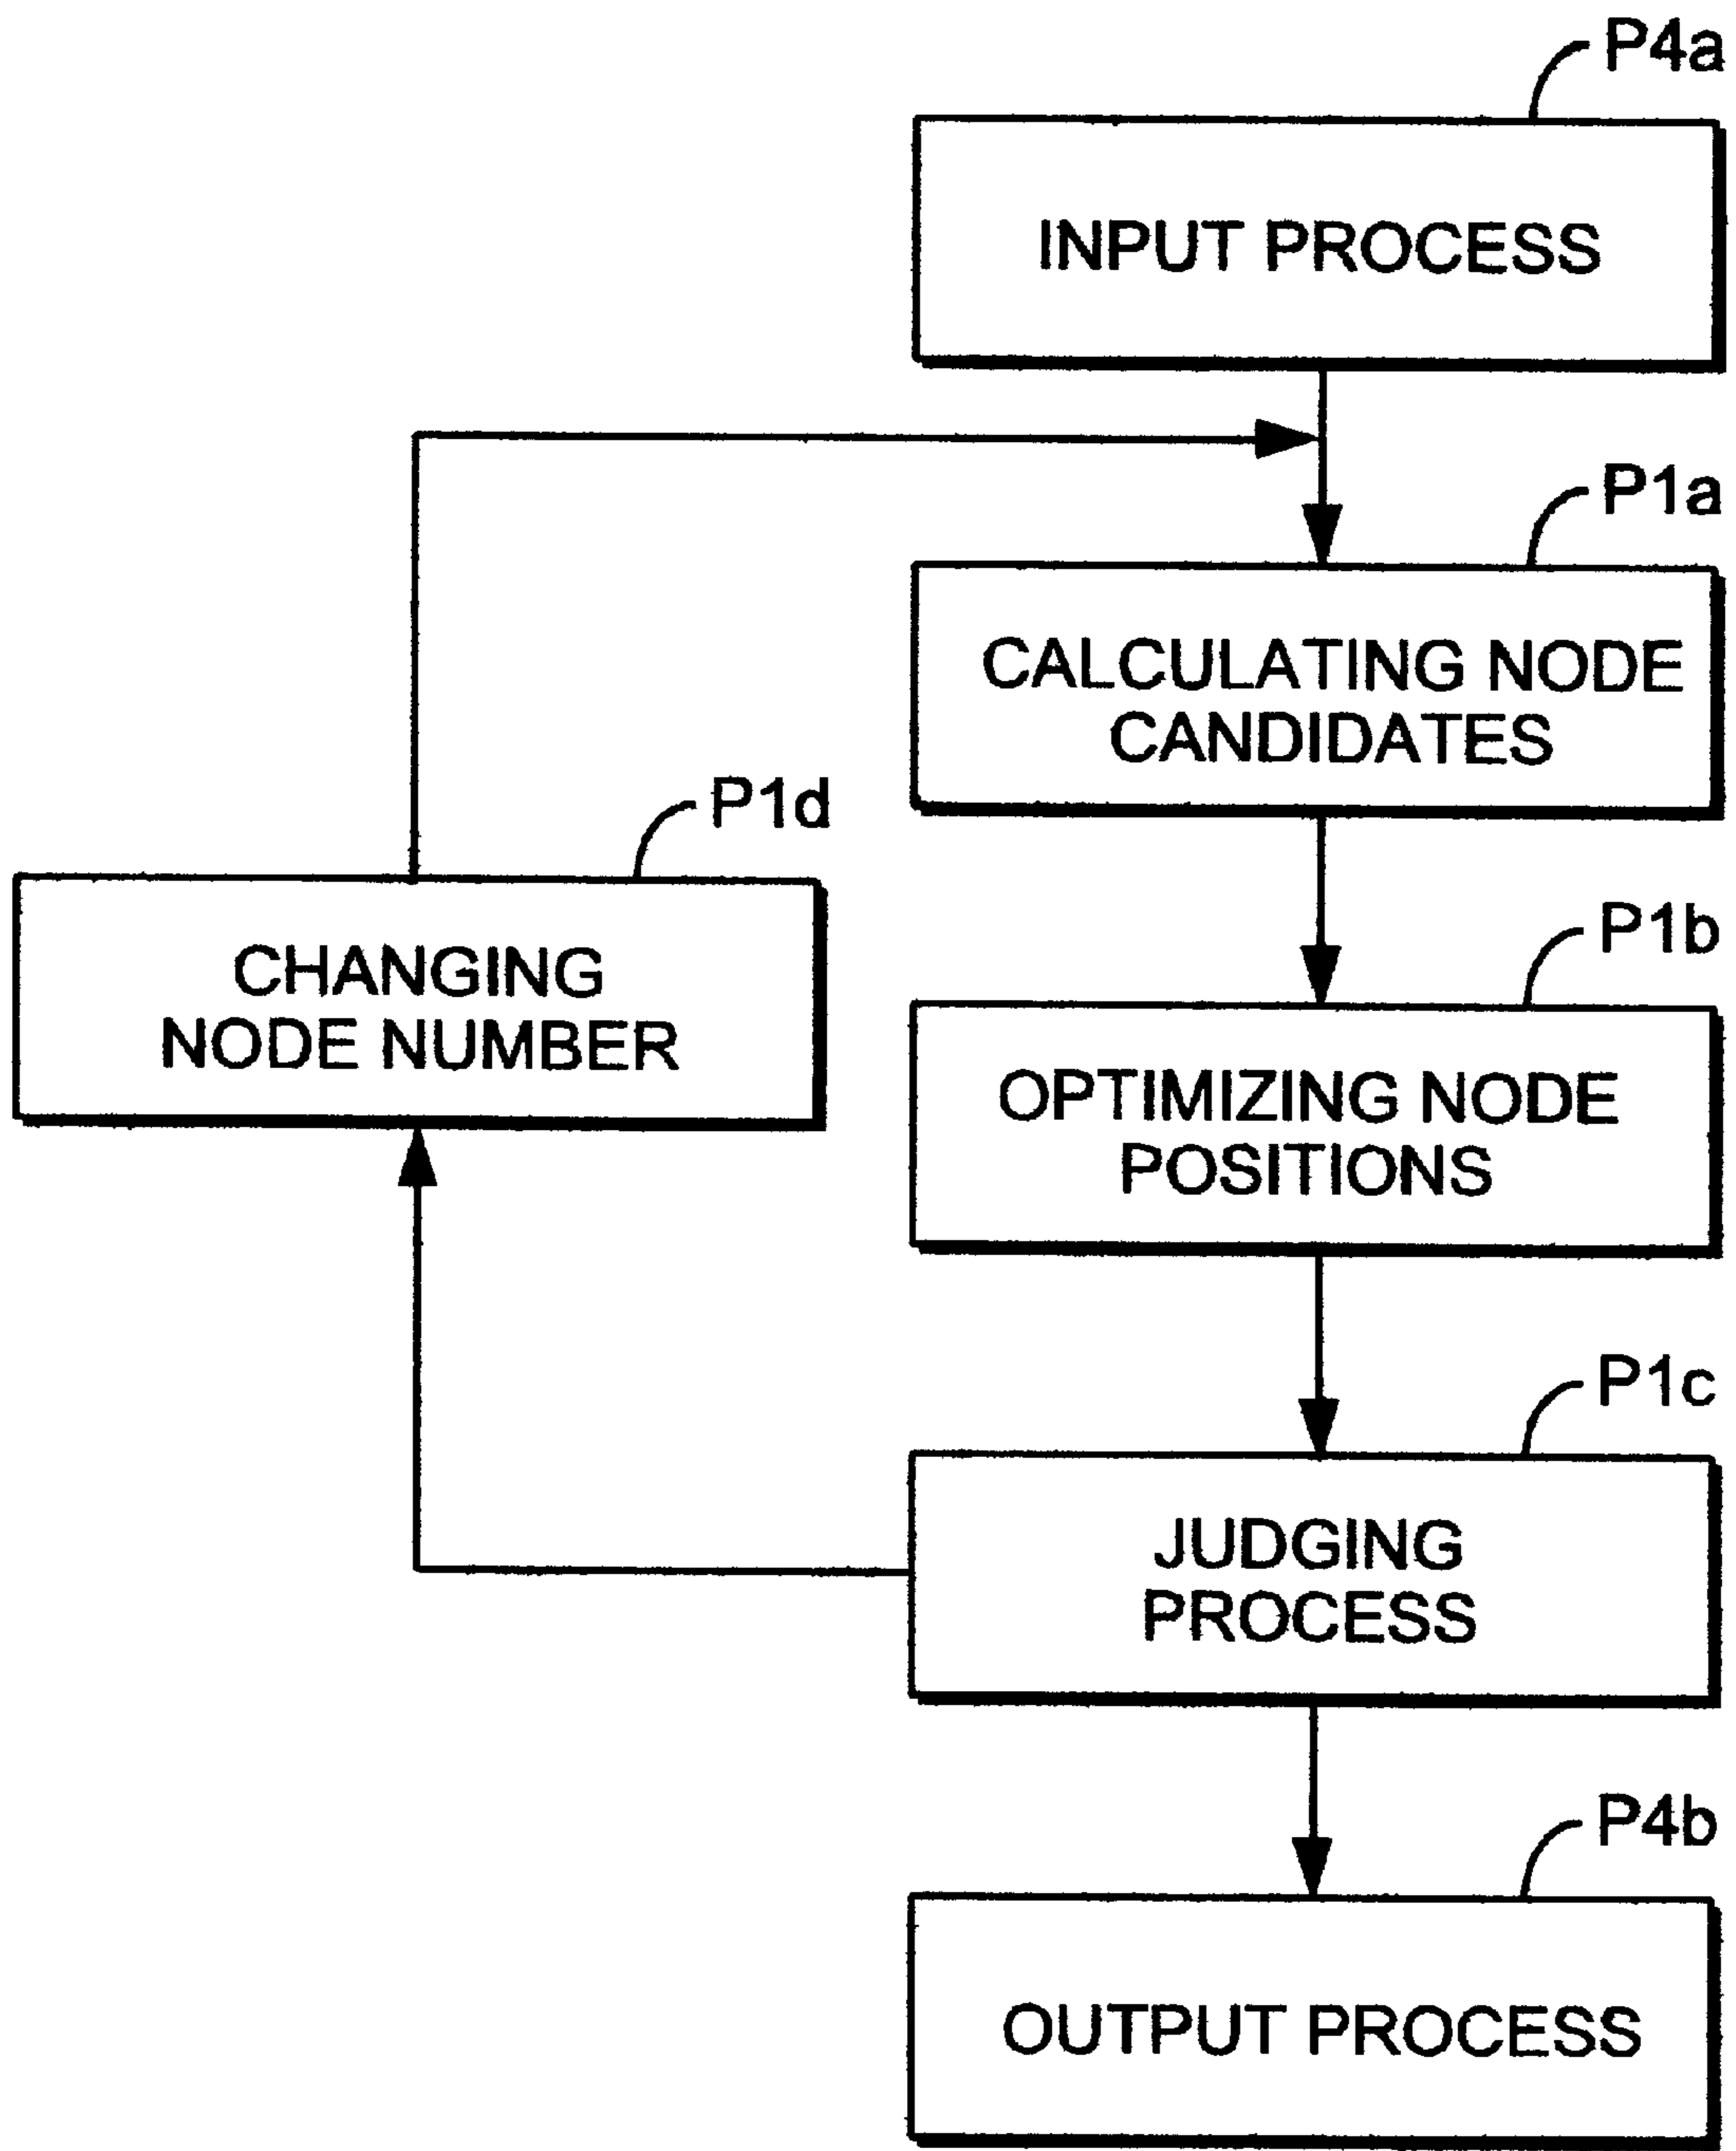 P4a
INPUT PROCESS
P1a
CALCULATING NODE
CANDIDATES
P1d
CHANGING
NODE NUMBER
P1b
OPTIMIZING NODE
POSITIONS
P1c
JUDGING
PROCESS
P4b
OUTPUT PROCESS